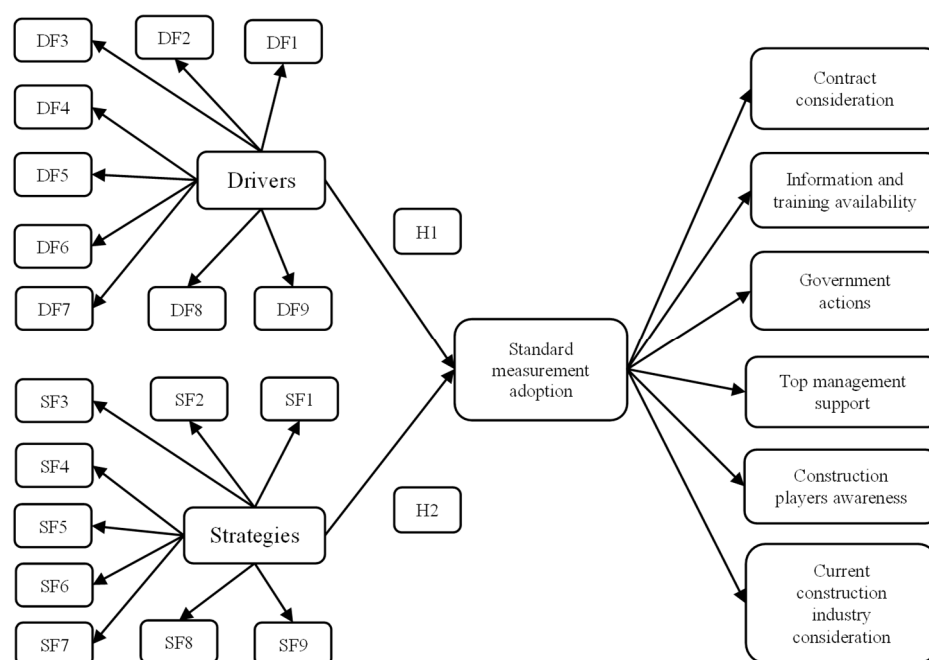 DF3
DF2
DF1
DF4
DF5
DF6
DF7
DF8
DF9
Drivers
H1
SF3
SF2
SF1
SF4
SF5
SF6
SF7
SF8
SF9
Strategies
H2
Standard
measurement
adoption
Contract
consideration
Information and
training availability
Government
actions
Top management
support
Construction
players awareness
Current
construction
industry
consideration